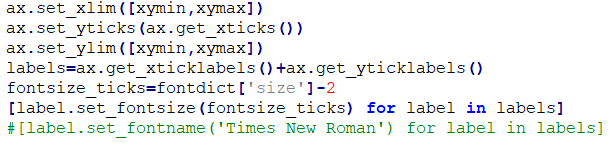 ax.set_xlim([xymin,xymax])
ax.set_yticks(ax.get_xticks())
ax.set_ylim([xymin,xymax])
labels=ax.get_xticklabels()+ax.get_yticklabels()
fontsize_ticks=fontdict['size']-2
[label.set_fontsize(fontsize_ticks) for label in labels]
#[label.set_fontname('Times New Roman') for label in labels]